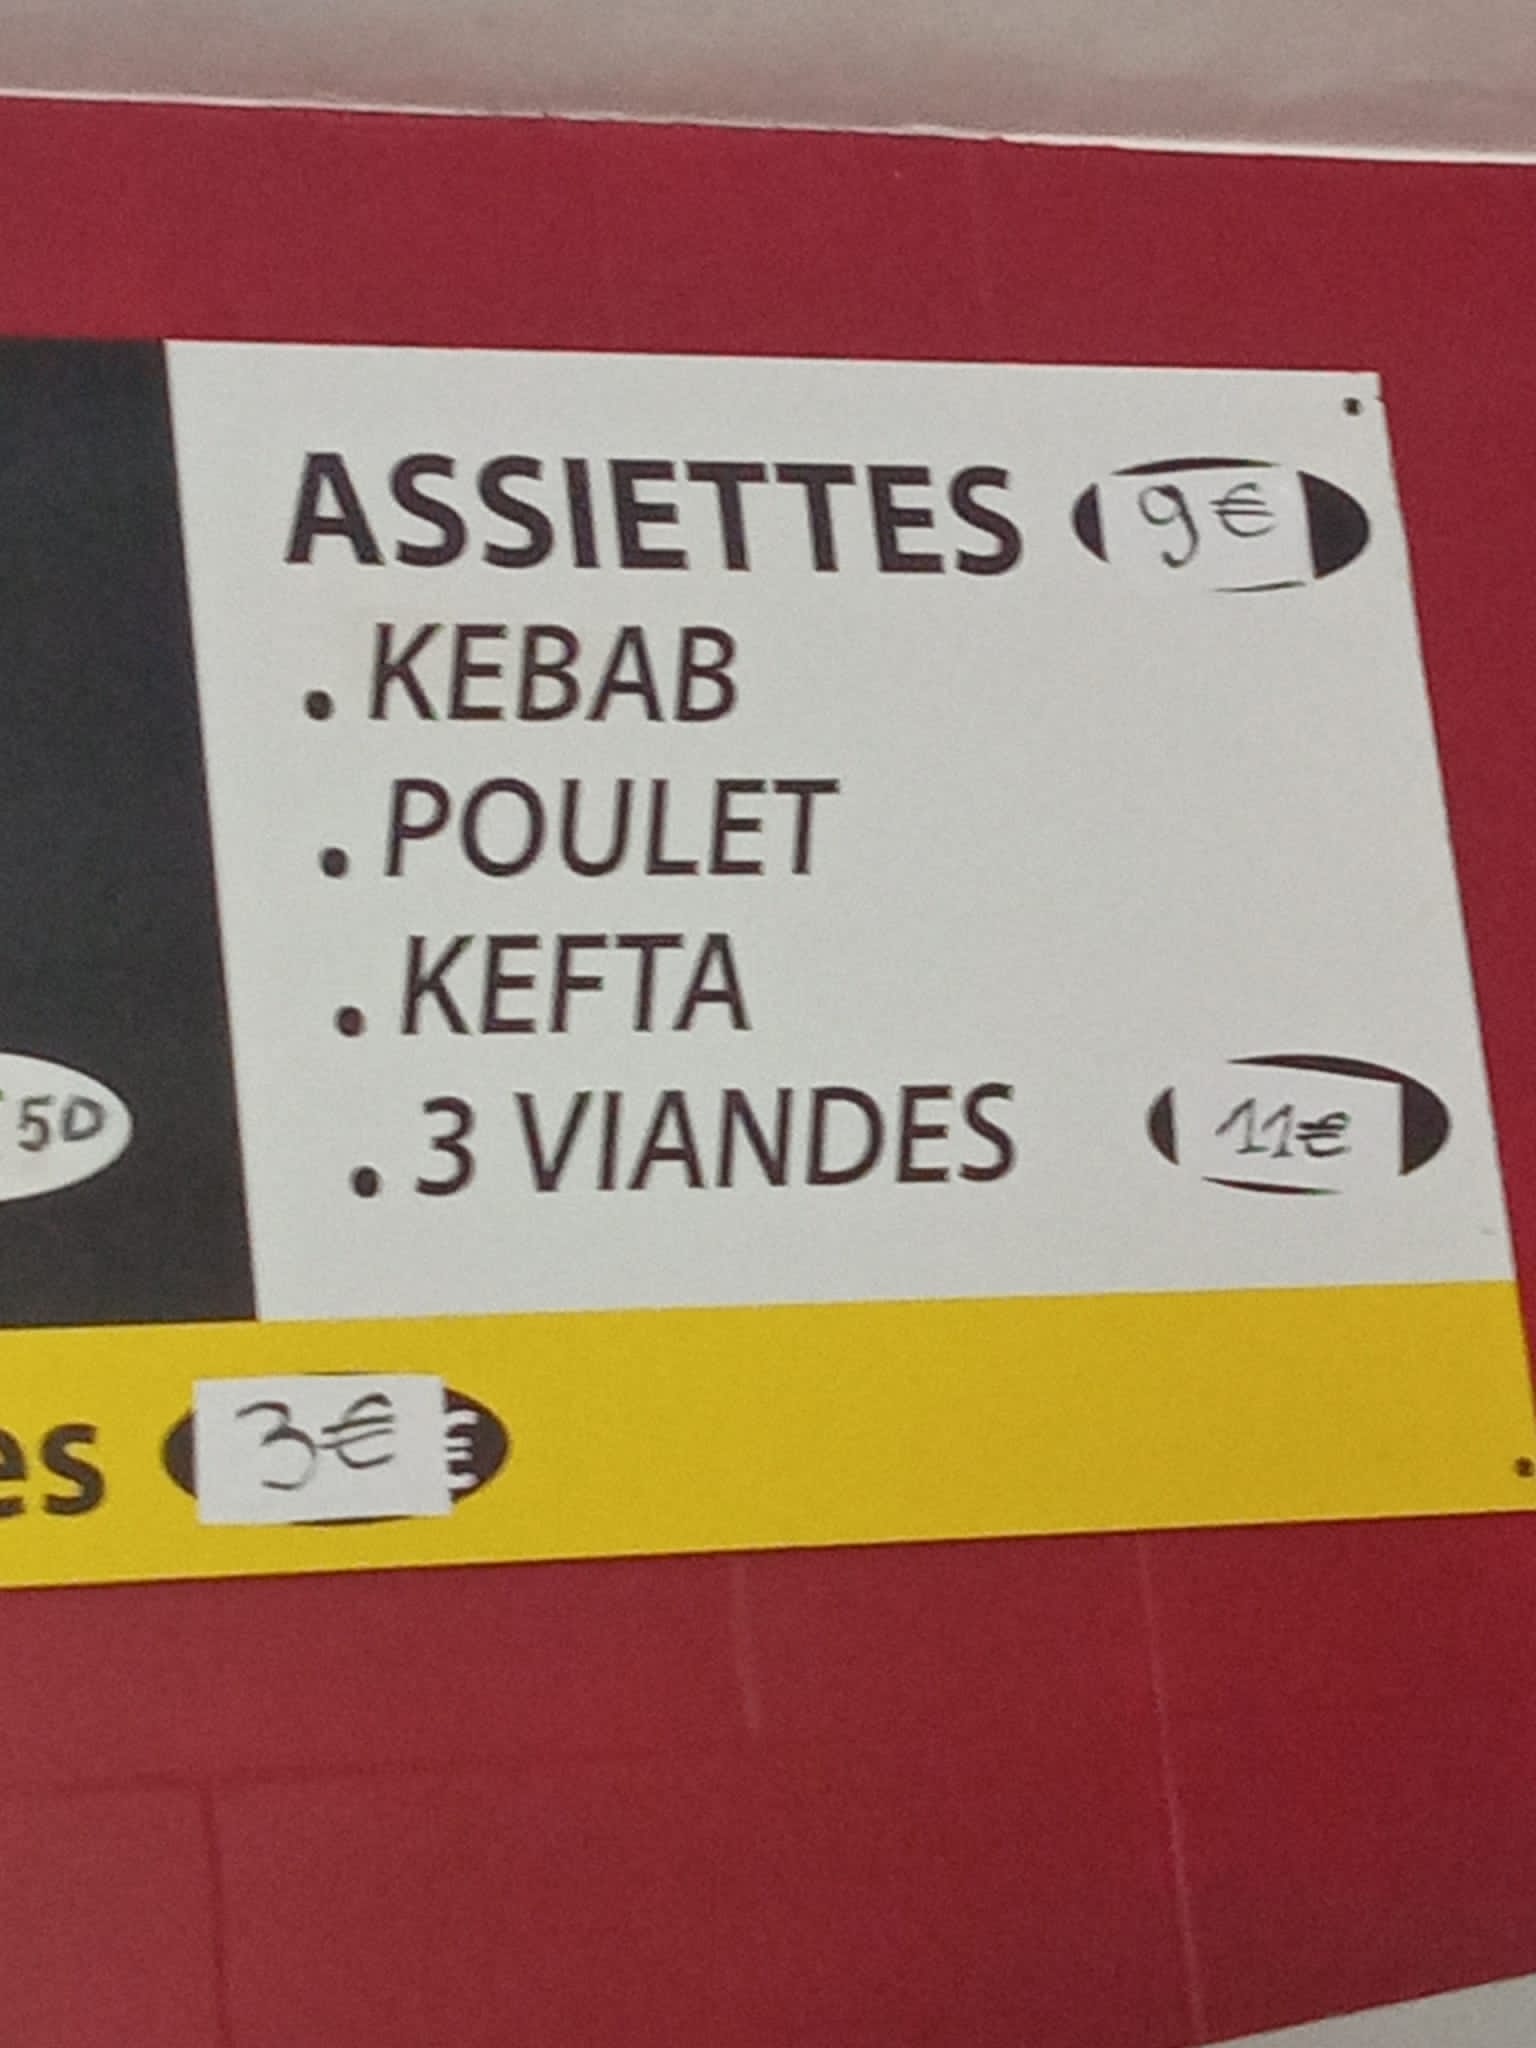 ASSIETTES 9€
. KEBAB
. POULET
. KEFTA
. 3 VIANDES 11€
50
es 3€